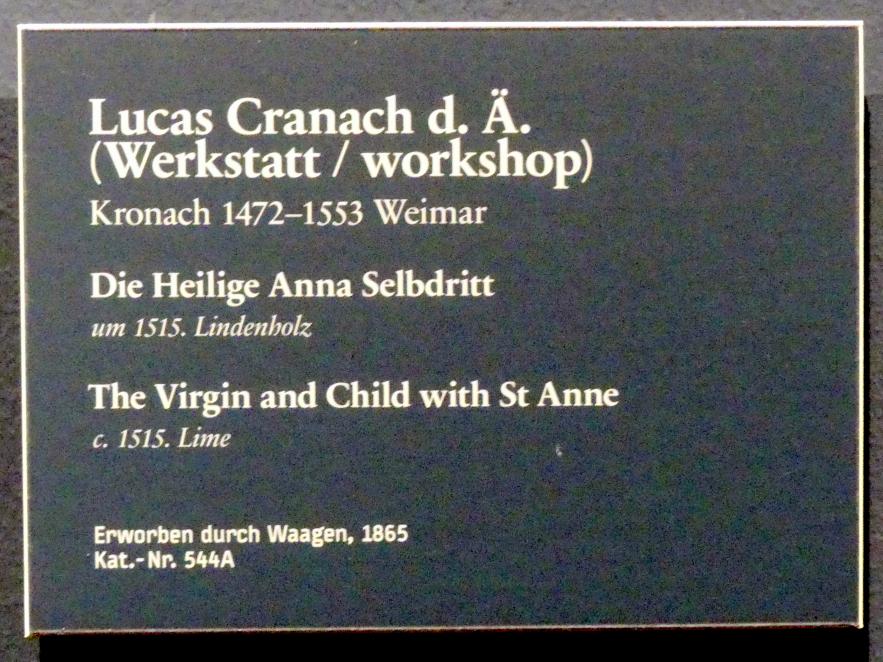 Lucas Cranach d. Ä.
(Werkstatt / workshop)
Kronach 1472–1553 Weimar
Die Heilige Anna Selbdritt
um 1515. Lindenholz
The Virgin and Child with St Anne
c. 1515. Lime
Erworben durch Waagen, 1865
Kat.-Nr. 544A